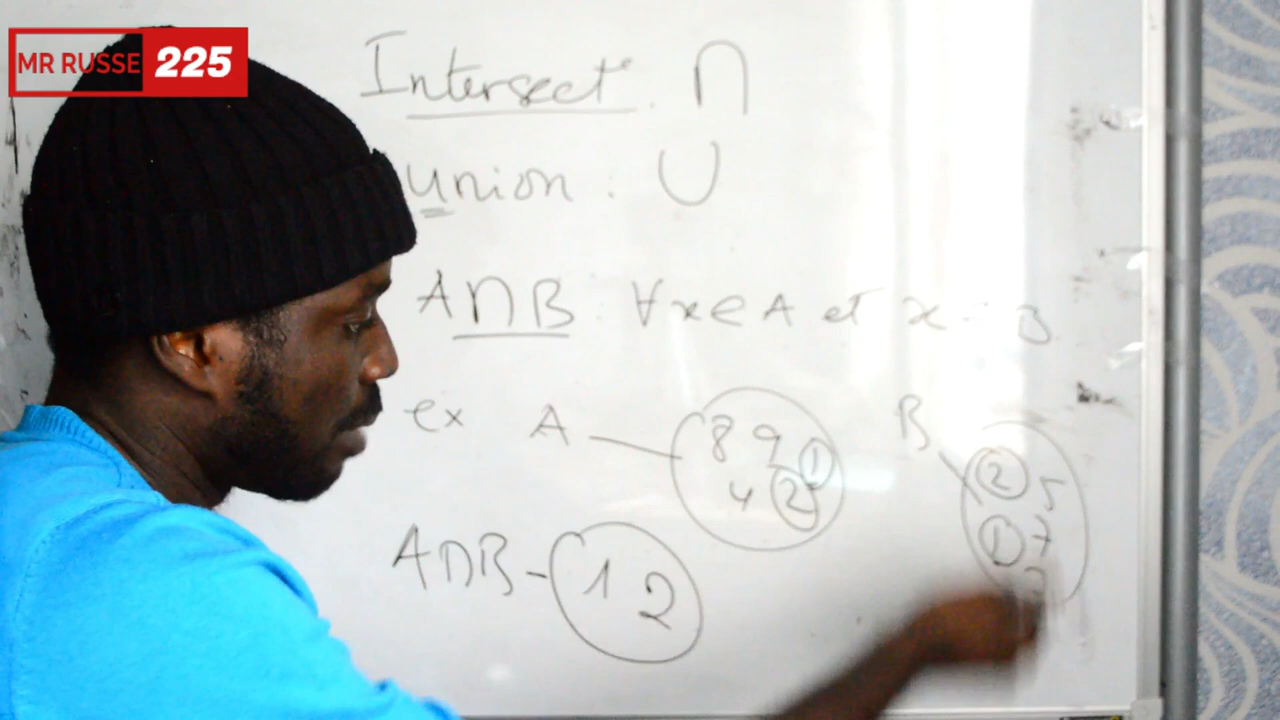 MR RUSSE 225
Intersect. ∩
Union : ∪
A∩B : ∀x∈A et x B
ex A 8 9 1 B 2 5
4 2 1 7
A∩B - 1 2